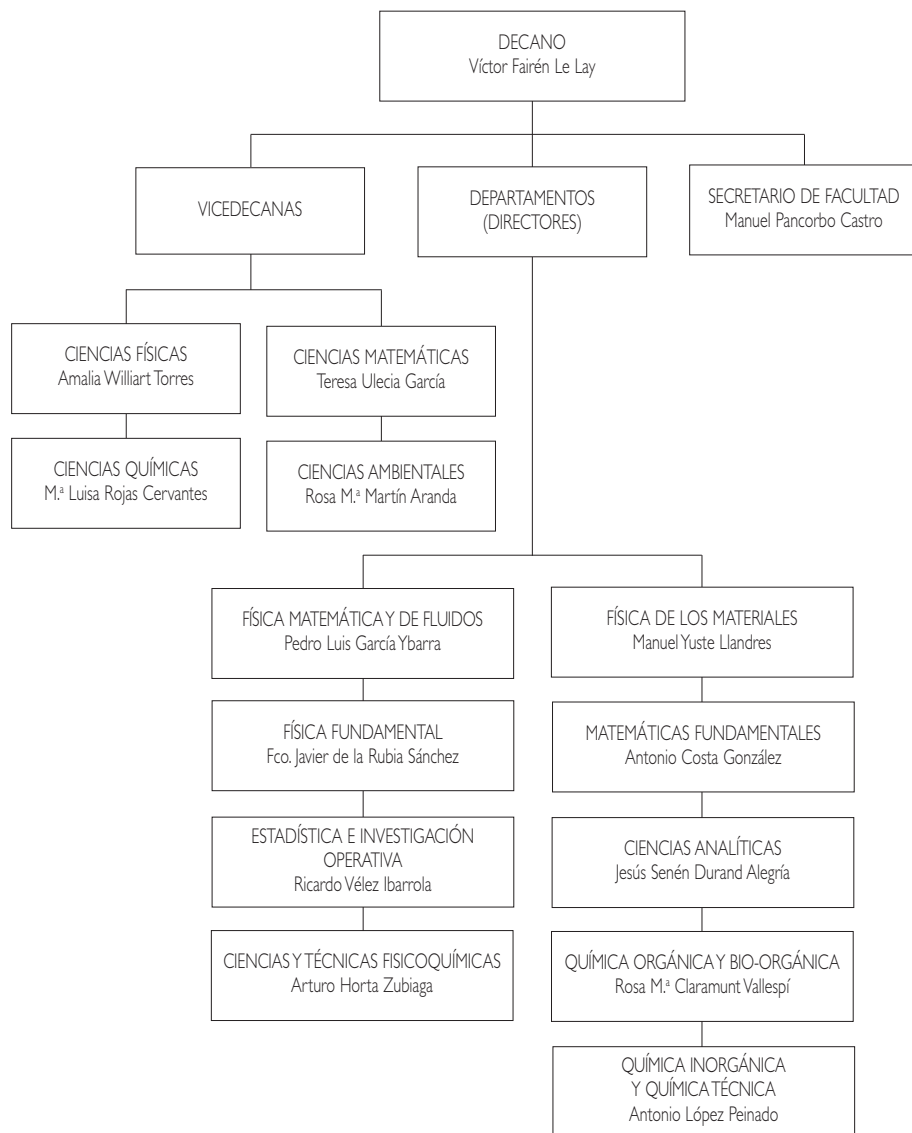 DECANO
Víctor Fairén Le Lay
VICEDECANAS
DEPARTAMENTOS
(DIRECTORES)
SECRETARIO DE FACULTAD
Manuel Pancorbo Castro
CIENCIAS FÍSICAS
Amalia Williart Torres
CIENCIAS MATEMÁTICAS
Teresa Ulecia García
CIENCIAS QUÍMICAS
M.ª Luisa Rojas Cervantes
CIENCIAS AMBIENTALES
Rosa M.ª Martín Aranda
FÍSICA MATEMÁTICA Y DE FLUIDOS
Pedro Luis García Ybarra
FÍSICA DE LOS MATERIALES
Manuel Yuste Llandres
FÍSICA FUNDAMENTAL
Fco. Javier de la Rubia Sánchez
MATEMÁTICAS FUNDAMENTALES
Antonio Costa González
ESTADÍSTICA E INVESTIGACIÓN
OPERATIVA
Ricardo Vélez Ibarrola
CIENCIAS ANALÍTICAS
Jesús Senén Durand Alegría
CIENCIAS Y TÉCNICAS FISICOQUÍMICAS
Arturo Horta Zubiaga
QUÍMICA ORGÁNICA Y BIO-ORGÁNICA
Rosa M.ª Claramunt Vallespí
QUÍMICA INORGÁNICA
Y QUÍMICA TÉCNICA
Antonio López Peinado